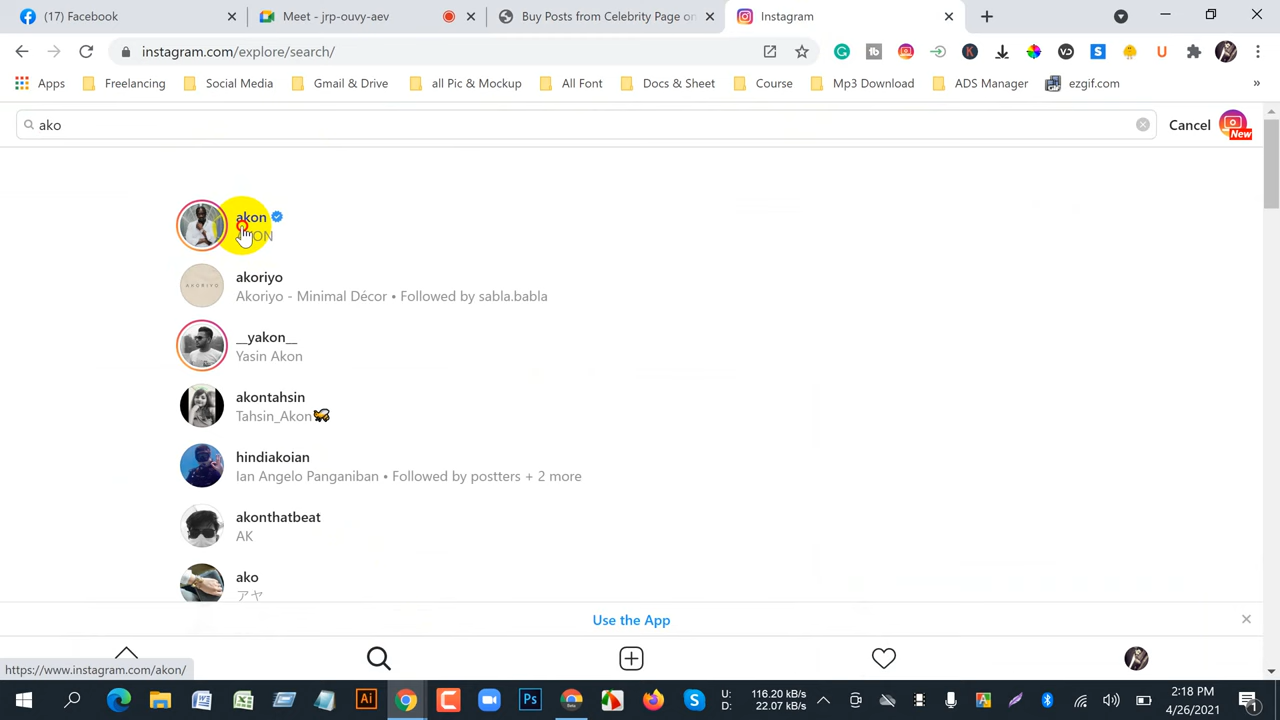 (17) Facebook
Meet - jrp-ouvy-aev
Buy Posts from Celebrity Page on
Instagram
instagram.com/explore/search/
Apps
Freelancing
Social Media
Gmail & Drive
all Pic & Mockup
All Font
Docs & Sheet
Course
Mp3 Download
ADS Manager
ezgif.com
»
ako
Cancel
New
akon
akoriyo
Akoriyo - Minimal Décor • Followed by sabla.babla
__yakon__
Yasin Akon
akontahsin
Tahsin_Akon
hindiakoian
Ian Angelo Panganiban • Followed by postters + 2 more
akonthatbeat
AK
ako
アヤ
Use the App
https://www.instagram.com/akon/
U: 116.20 kB/s
D: 22.07 kB/s
2:18 PM
4/26/2021